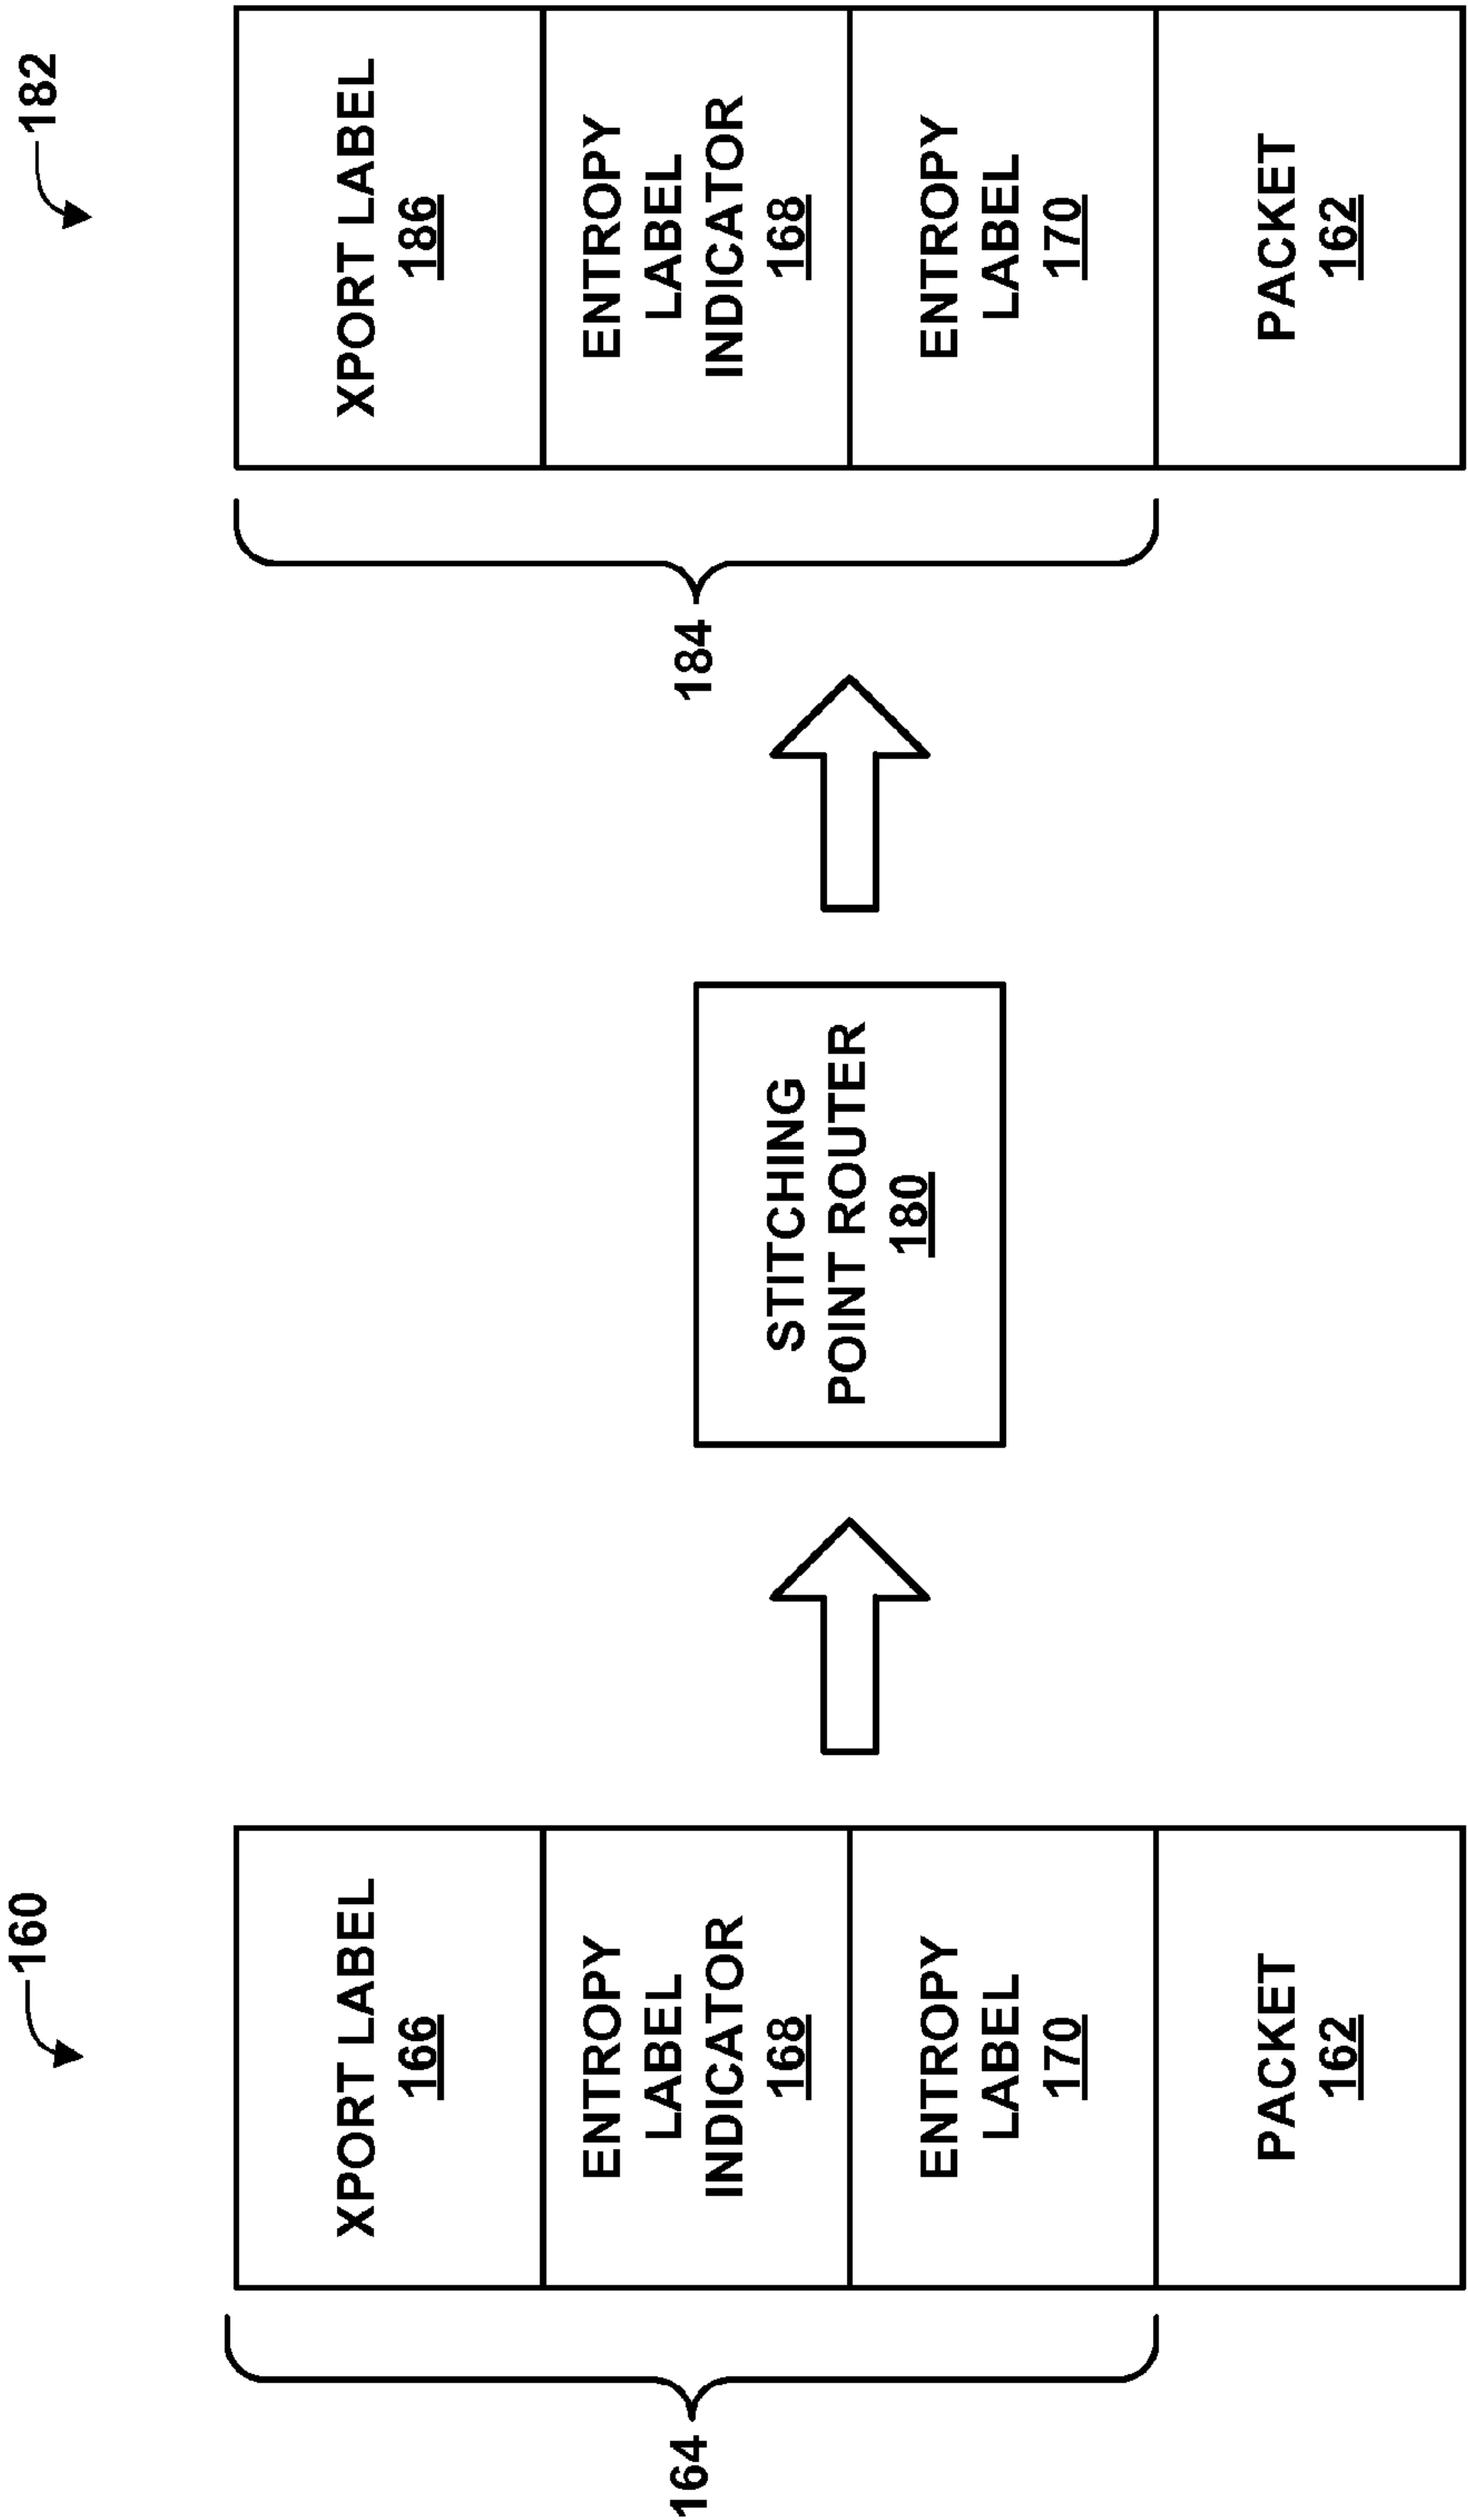 160
164
XPORT LABEL
166
ENTROPY
LABEL
INDICATOR
168
ENTROPY
LABEL
170
PACKET
162
STITCHING
POINT ROUTER
180
182
184
XPORT LABEL
186
ENTROPY
LABEL
INDICATOR
168
ENTROPY
LABEL
170
PACKET
162